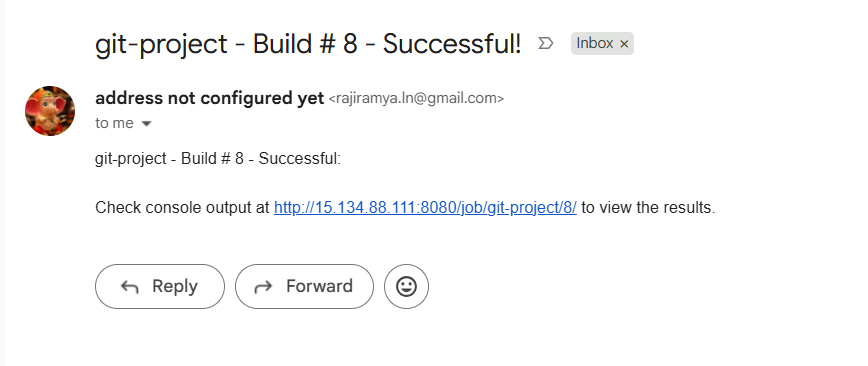 git-project - Build # 8 - Successful! Inbox ×
address not configured yet <rajiramya.ln@gmail.com>
to me
git-project - Build # 8 - Successful:
Check console output at http://15.134.88.111:8080/job/git-project/8/ to view the results.
Reply Forward